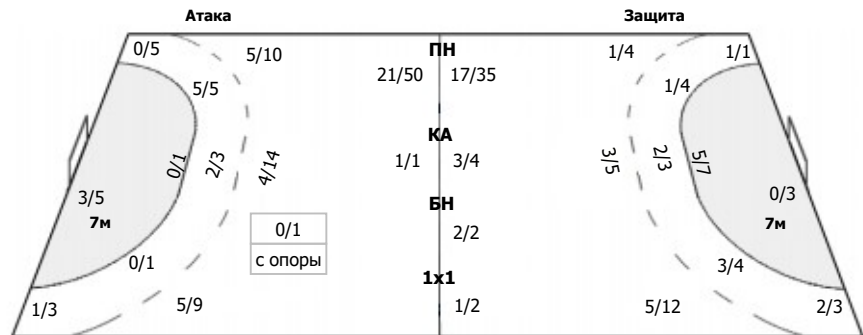 Атака Защита
0/5 5/10 ПН 1/4 1/1
21/50 17/35
5/5 1/4
КА
0/1 2/3 4/14 1/1 3/4 3/5 2/3 5/7
3/5 0/3
7м БН 7м
0/1 2/2
с опоры
0/1 3/4
1x1
1/3 5/9 1/2 5/12 2/3